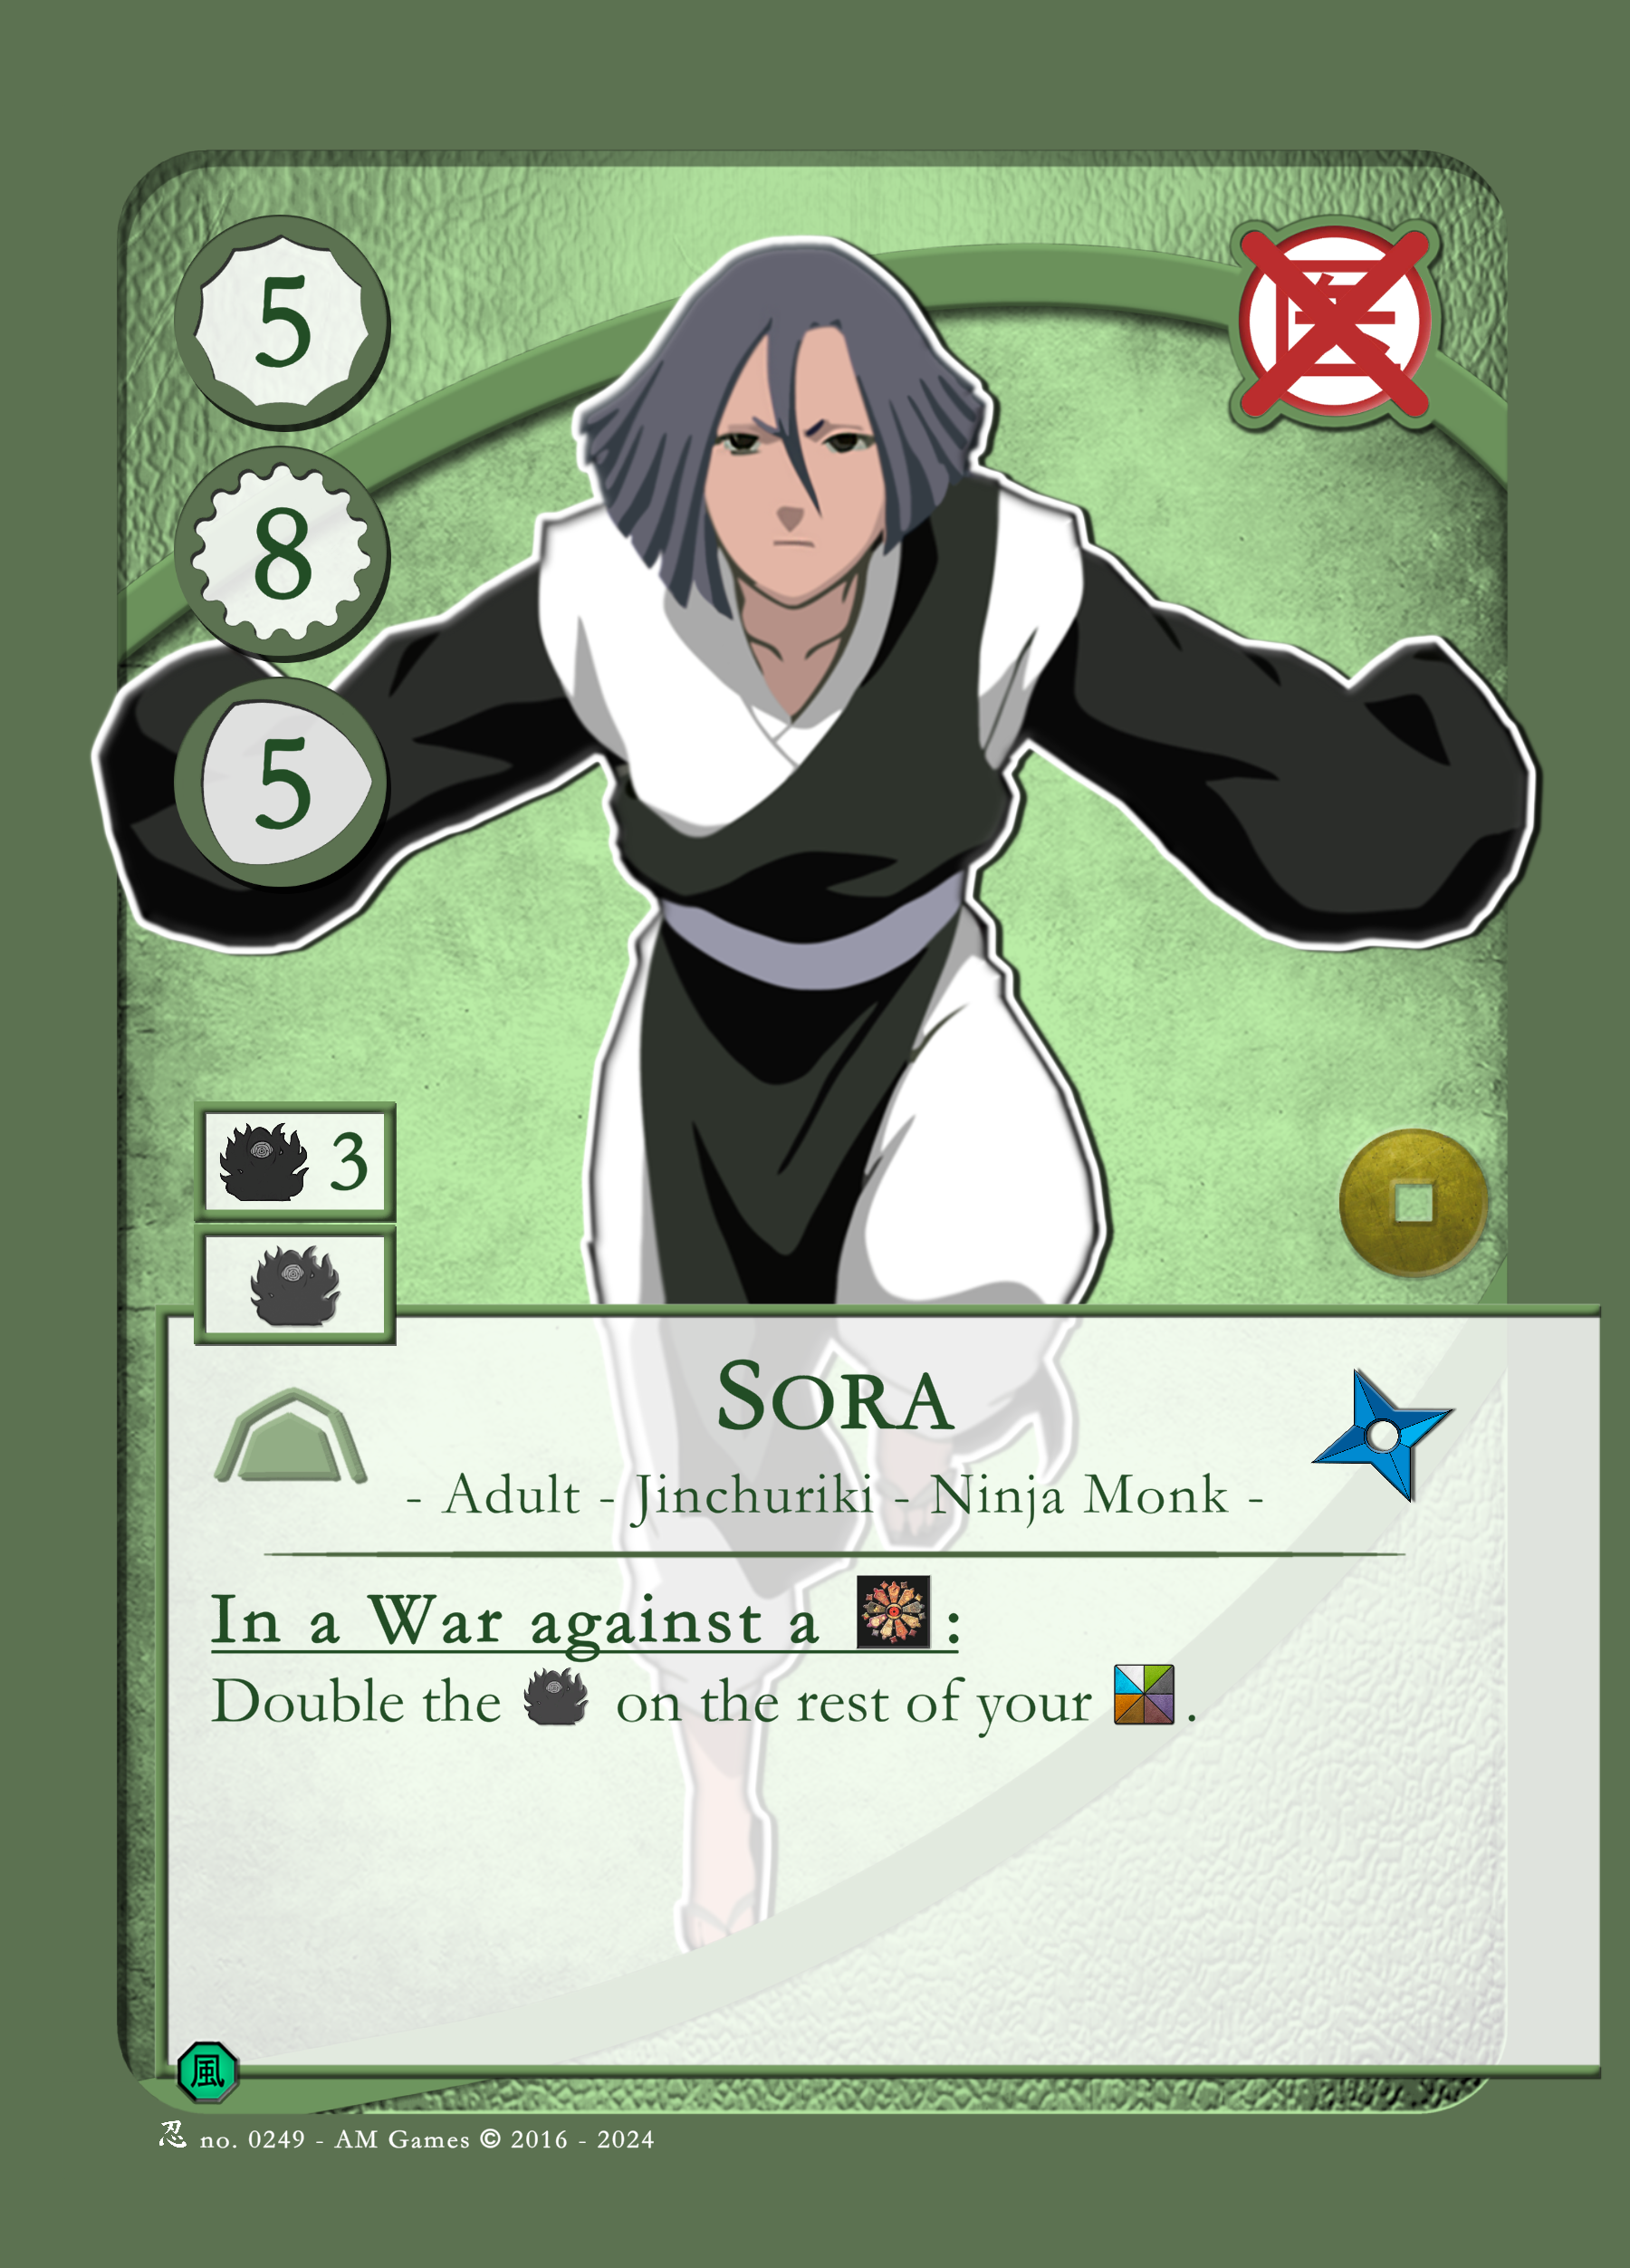 5
医
8
5
3
Sora
- Adult - Jinchuriki - Ninja Monk -
In a War against a :
Double the on the rest of your .
風
忍 no. 0249 - AM Games © 2016 - 2024